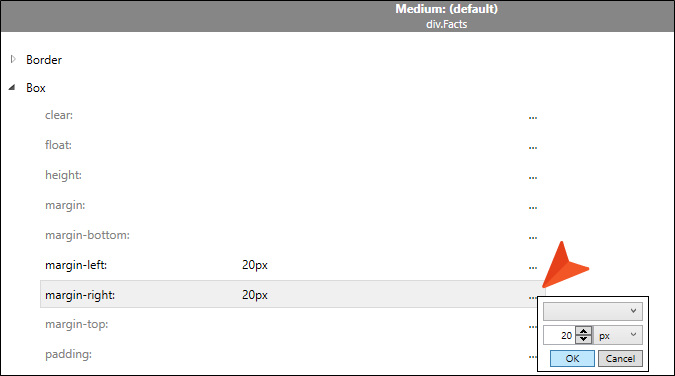 Medium: (default)
div.Facts
Border
Box
clear: ...
float: ...
height: ...
margin: ...
margin-bottom: ...
margin-left: 20px ...
margin-right: 20px ...
margin-top:
20 px
padding: ...
OK Cancel